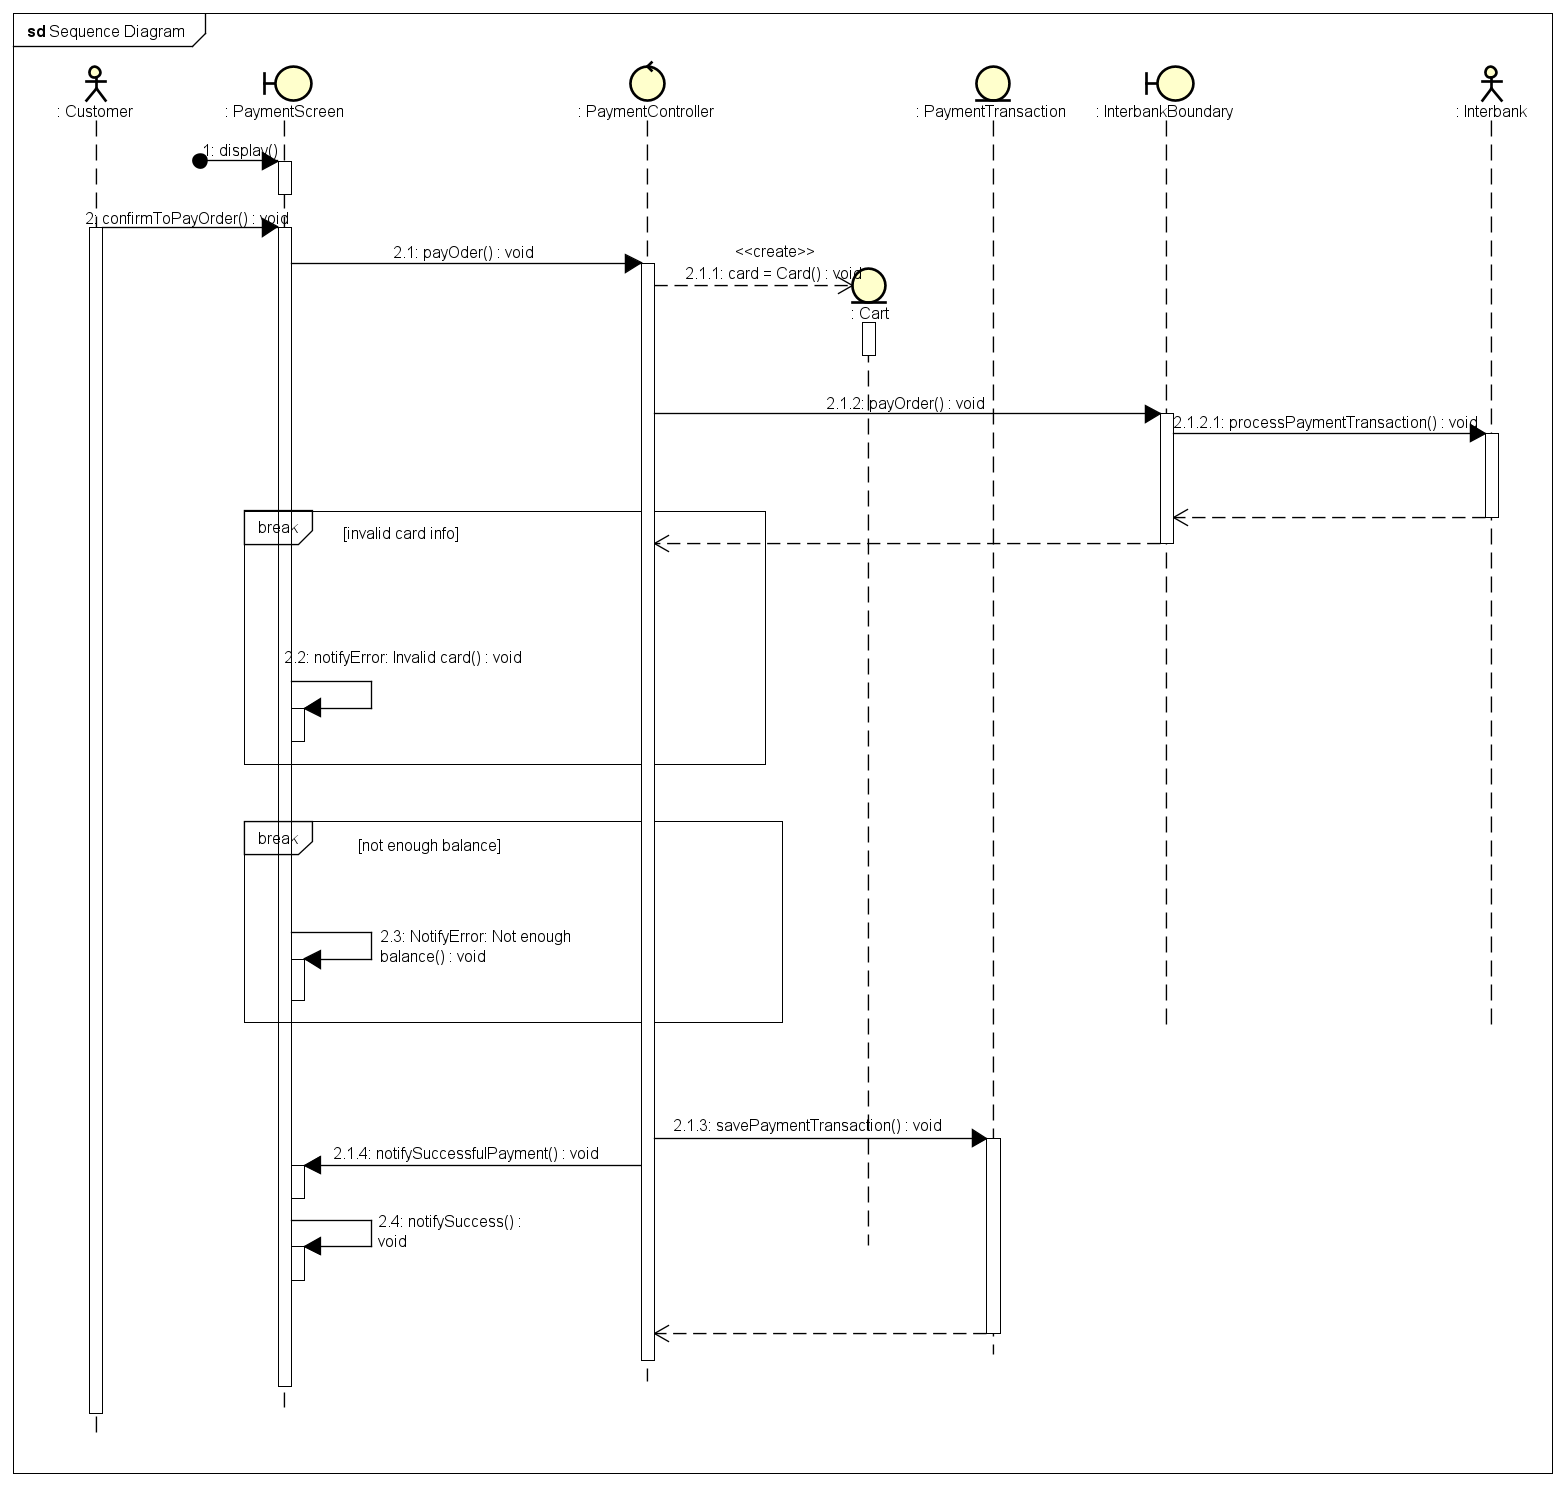 sd Sequence Diagram
: Customer
: PaymentScreen
: PaymentController
: PaymentTransaction
: InterbankBoundary
: Interbank
1: display()
2: confirmToPayOrder() : void
2.1: payOder() : void
<<create>>
2.1.1: card = Card() : void
: Cart
2.1.2: payOrder() : void
2.1.2.1: processPaymentTransaction() : void
break
[invalid card info]
2.2: notifyError: Invalid card() : void
break
[not enough balance]
2.3: NotifyError: Not enough
balance() : void
2.1.3: savePaymentTransaction() : void
2.1.4: notifySuccessfulPayment() : void
2.4: notifySuccess() :
void